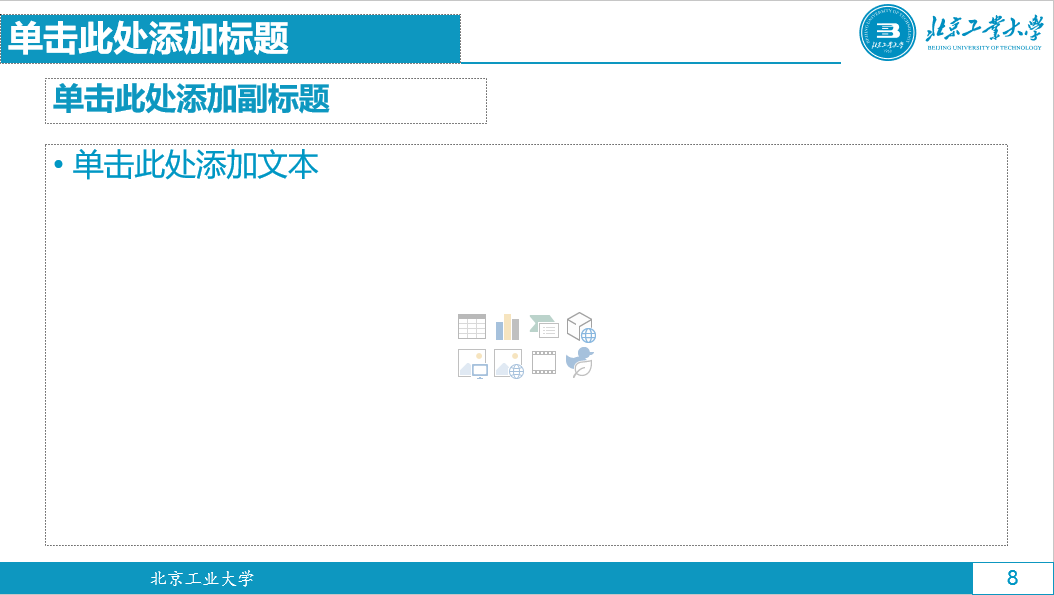 单击此处添加标题
北京工业大学
BEIJING UNIVERSITY OF TECHNOLOGY
单击此处添加副标题
• 单击此处添加文本
北京工业大学
8